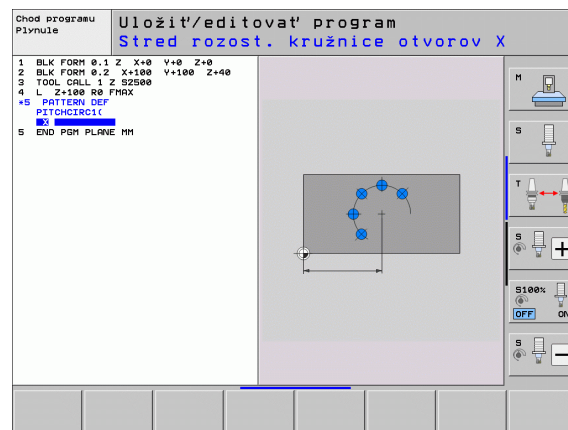 Chod programu
Plynule
Uložiť/editovať program
Stred rozost. kružnice otvorov X
1 BLK FORM 0.1 Z X+0 Y+0 Z+0
2 BLK FORM 0.2 X+100 Y+100 Z+40
3 TOOL CALL 1 Z S2500
4 L Z+100 R0 FMAX
*5 PATTERN DEF
PITCHCIRC1(
X
5 END PGM PLANE MM
M
S
T
S
S100%
OFF ON
S